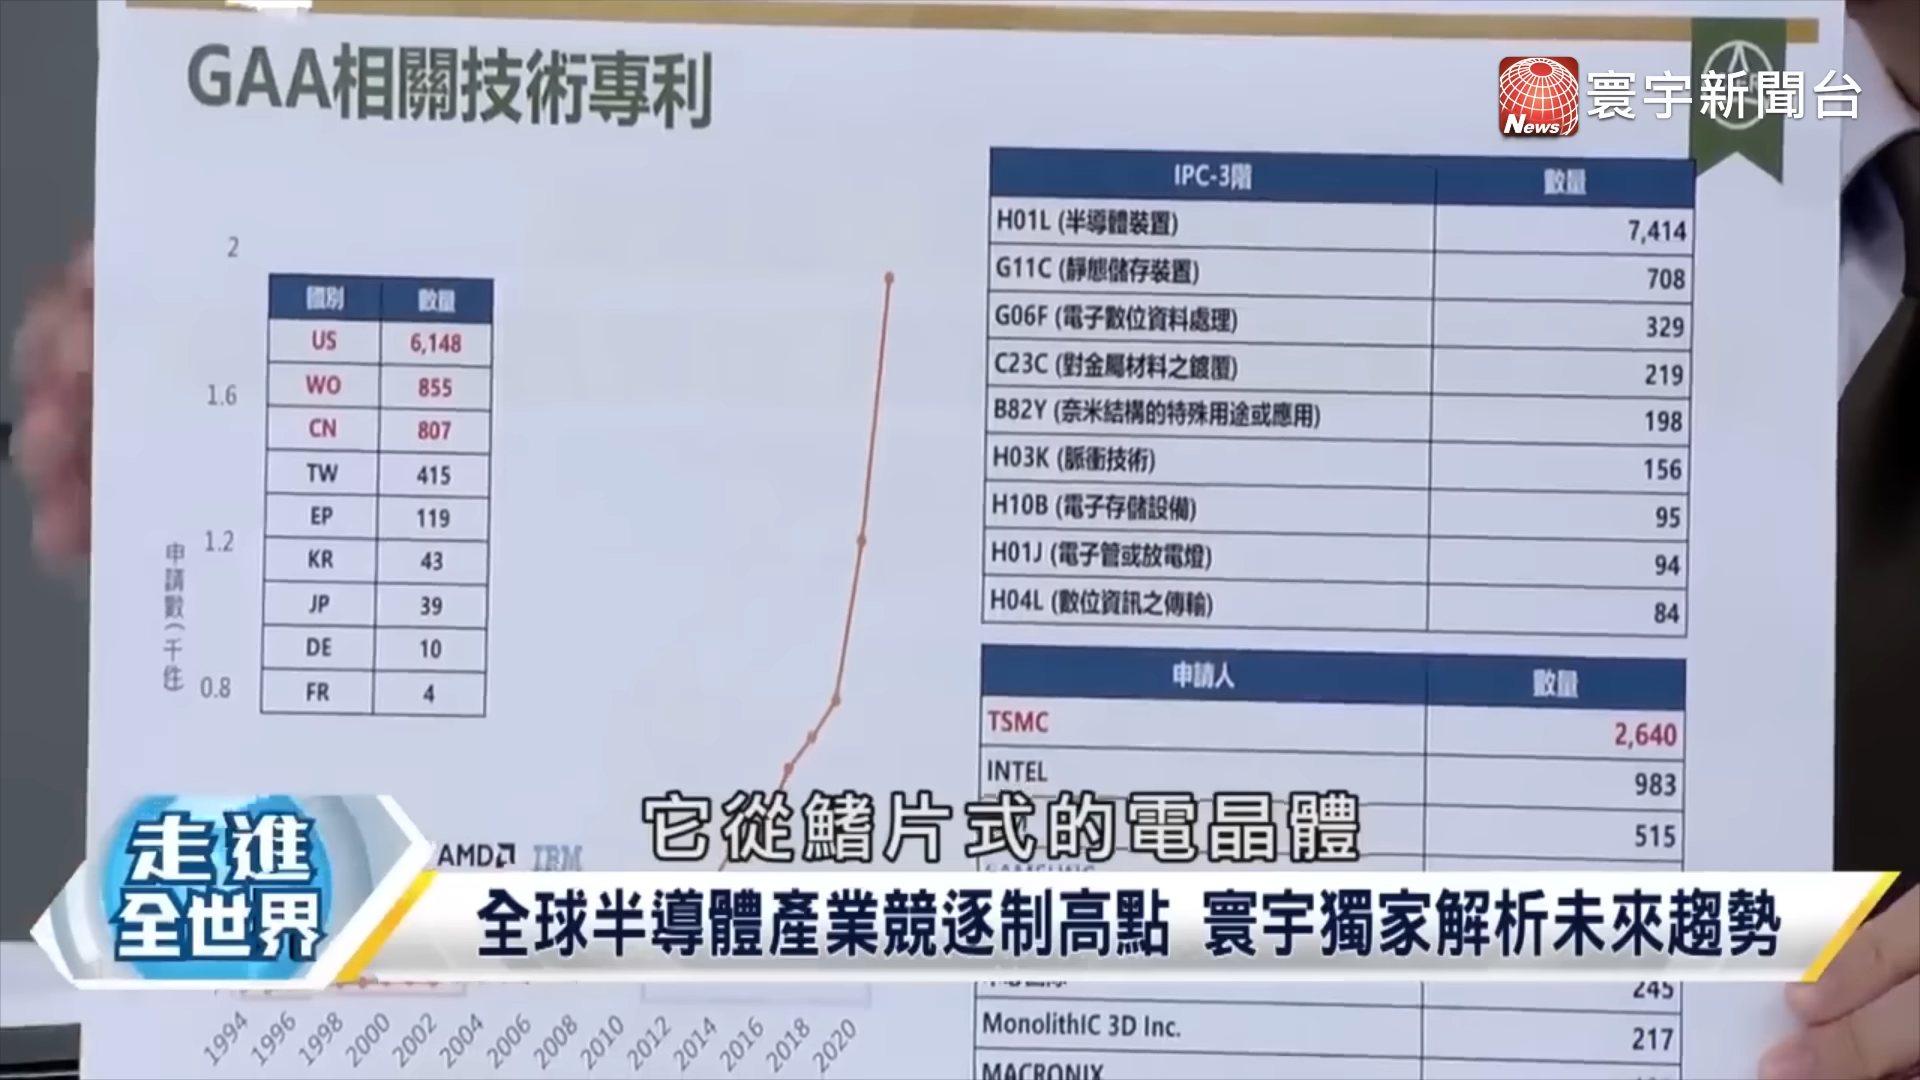 GAA相關技術專利
News 寰宇新聞台
2
1.6
1.2
0.8
申請數(千件)
國別 數量
US 6,148
WO 855
CN 807
TW 415
EP 119
KR 43
JP 39
DE 10
FR 4
IPC-3階 數量
H01L (半導體裝置) 7,414
G11C (靜態儲存裝置) 708
G06F (電子數位資料處理) 329
C23C (對金屬材料之鍍覆) 219
B82Y (奈米結構的特殊用途或應用) 198
H03K (脈衝技術) 156
H10B (電子存儲設備) 95
H01J (電子管或放電燈) 94
H04L (數位資訊之傳輸) 84
申請人 數量
TSMC 2,640
INTEL 983
515
245
MonolithIC 3D Inc. 217
MACRONIX
AMD IBM
它從鰭片式的電晶體
走進
全世界
全球半導體產業競逐制高點 寰宇獨家解析未來趨勢
1994 1996 1998 2000 2002 2004 2006 2008 2010 2012 2014 2016 2018 2020